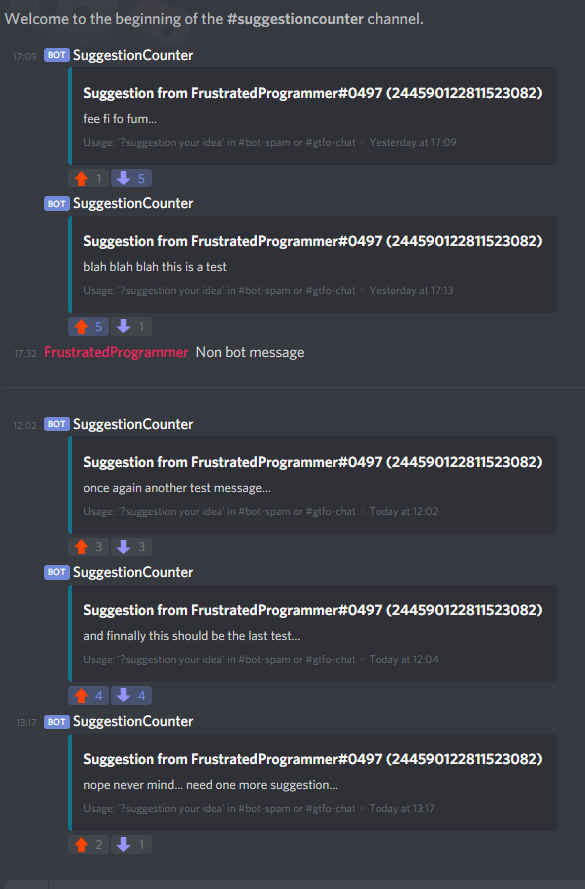 Welcome to the beginning of the #suggestioncounter channel.
17:09 BOT SuggestionCounter
Suggestion from FrustratedProgrammer#0497 (244590122811523082)
fee fi fo fum...
Usage: '?suggestion your idea' in #bot-spam or #gtfo-chat • Yesterday at 17:09
1 5
BOT SuggestionCounter
Suggestion from FrustratedProgrammer#0497 (244590122811523082)
blah blah blah this is a test
Usage: '?suggestion your idea' in #bot-spam or #gtfo-chat • Yesterday at 17:13
5 1
17:32 FrustratedProgrammer Non bot message
12:02 BOT SuggestionCounter
Suggestion from FrustratedProgrammer#0497 (244590122811523082)
once again another test message...
Usage: '?suggestion your idea' in #bot-spam or #gtfo-chat • Today at 12:02
3 3
BOT SuggestionCounter
Suggestion from FrustratedProgrammer#0497 (244590122811523082)
and finnally this should be the last test...
Usage: '?suggestion your idea' in #bot-spam or #gtfo-chat • Today at 12:04
4 4
13:17 BOT SuggestionCounter
Suggestion from FrustratedProgrammer#0497 (244590122811523082)
nope never mind... need one more suggestion...
Usage: '?suggestion your idea' in #bot-spam or #gtfo-chat • Today at 13:17
2 1